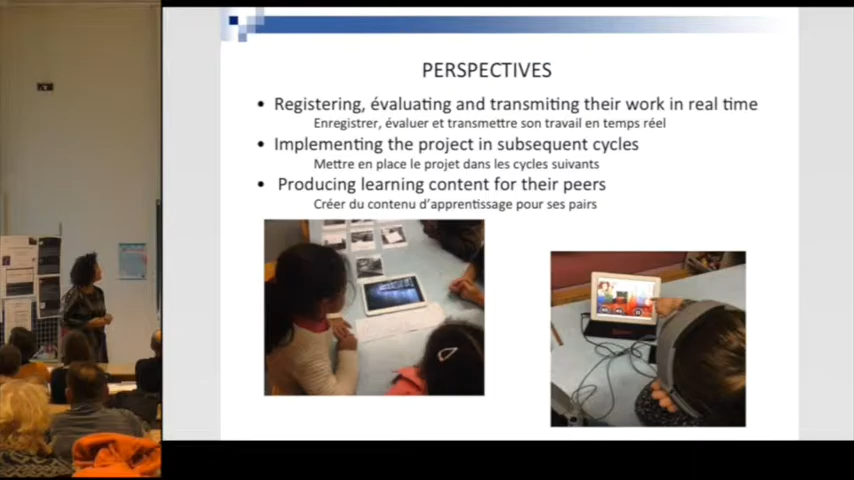 PERSPECTIVES
• Registering, évaluating and transmiting their work in real time
Enregistrer, évaluer et transmettre son travail en temps réel
• Implementing the project in subsequent cycles
Mettre en place le projet dans les cycles suivants
• Producing learning content for their peers
Créer du contenu d'apprentissage pour ses pairs